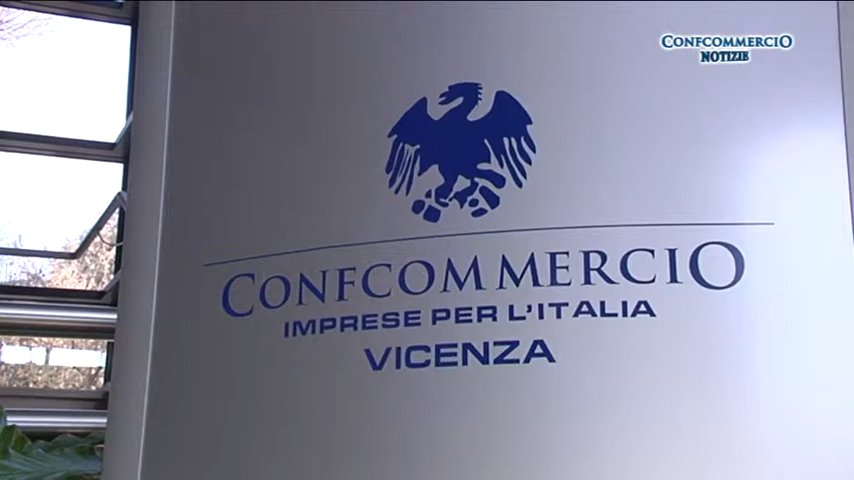 CONFCOMMERCIO
NOTIZIE
CONFCOMMERCIO
IMPRESE PER L'ITALIA
VICENZA